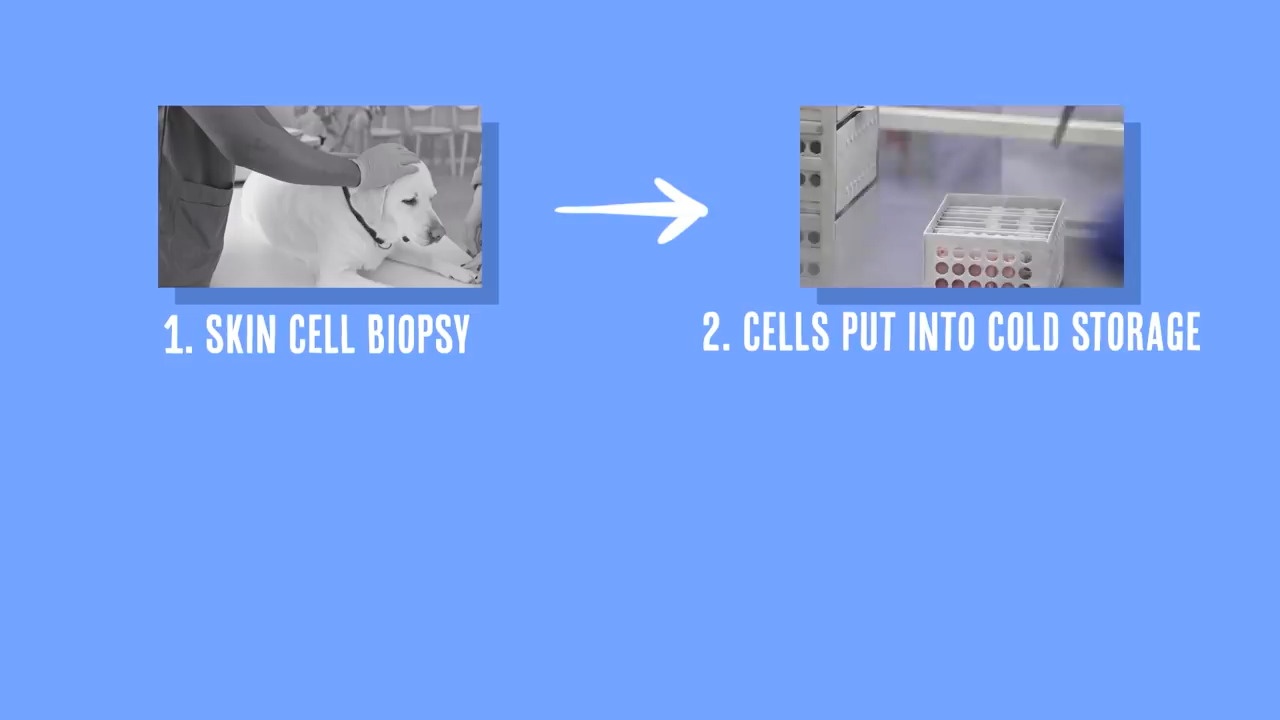 1. SKIN CELL BIOPSY
2. CELLS PUT INTO COLD STORAGE